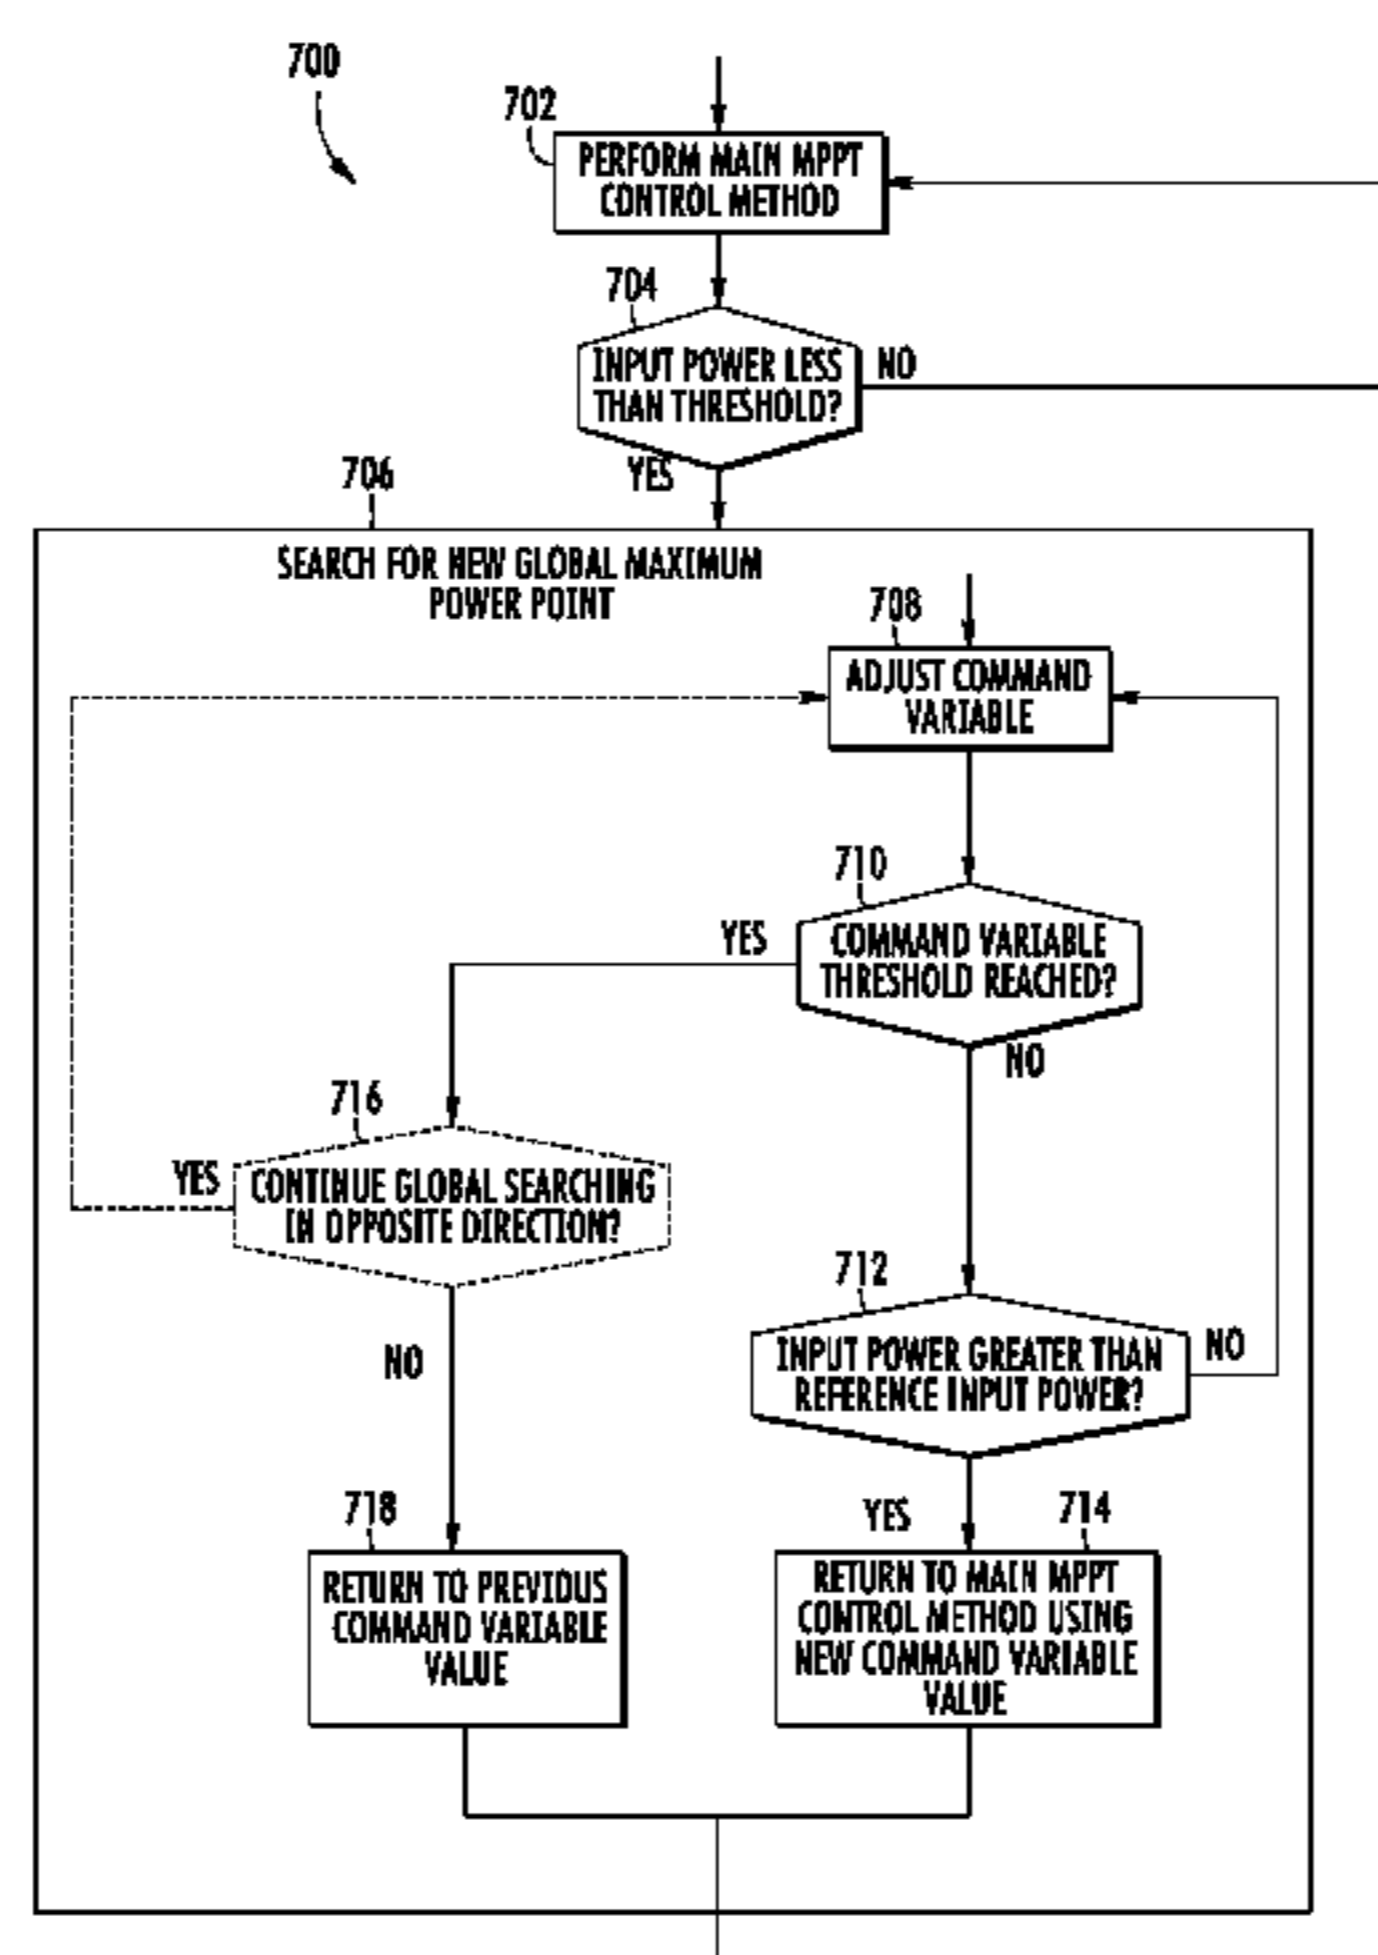 700
702
PERFORM MAIN MPPT
CONTROL METHOD
704
INPUT POWER LESS
THAN THRESHOLD?
NO
YES
706
SEARCH FOR NEW GLOBAL MAXIMUM
POWER POINT
708
ADJUST COMMAND
VARIABLE
710
COMMAND VARIABLE
THRESHOLD REACHED?
YES
NO
716
CONTINUE GLOBAL SEARCHING
IN OPPOSITE DIRECTION?
YES
NO
712
INPUT POWER GREATER THAN
REFERENCE INPUT POWER?
NO
YES
718
RETURN TO PREVIOUS
COMMAND VARIABLE
VALUE
714
RETURN TO MAIN MPPT
CONTROL METHOD USING
NEW COMMAND VARIABLE
VALUE